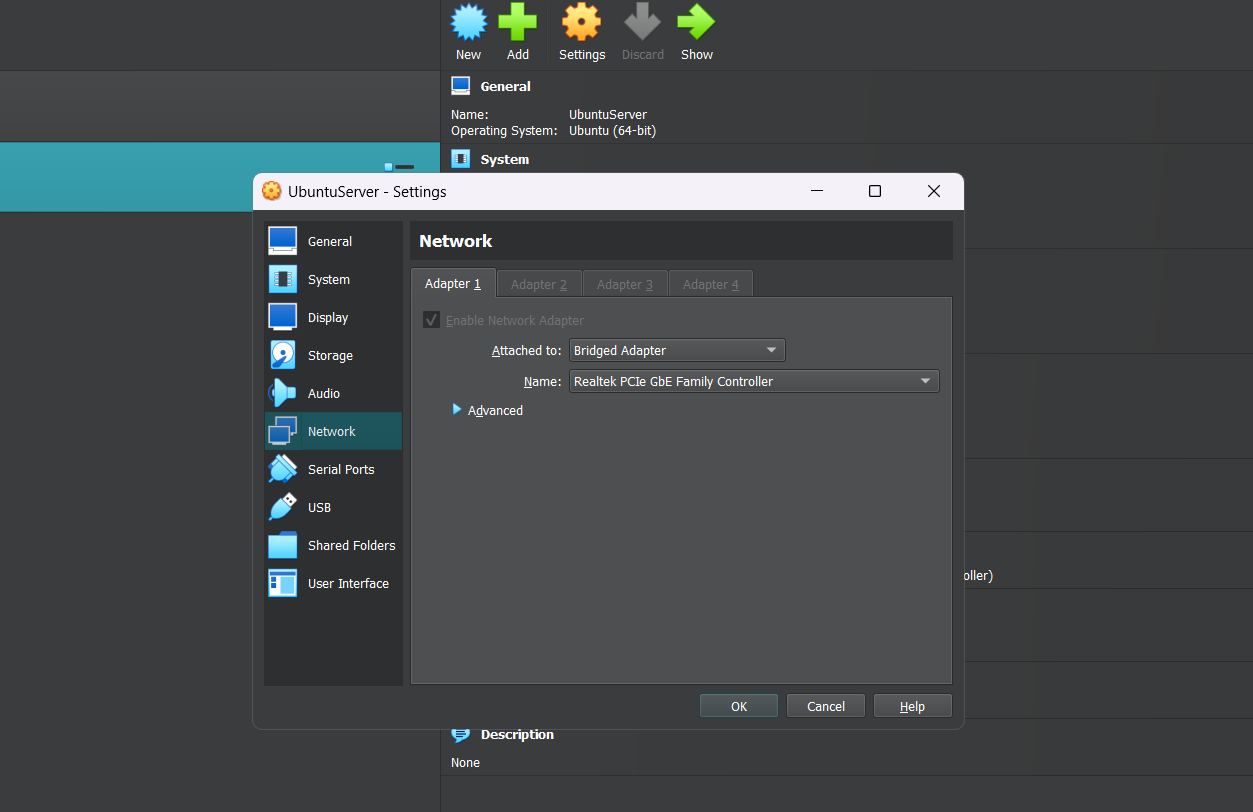 New Add Settings Discard Show
General
Name: UbuntuServer
Operating System: Ubuntu (64-bit)
System
UbuntuServer - Settings
General
System
Display
Storage
Audio
Network
Serial Ports
USB
Shared Folders
User Interface
Network
Adapter 1 Adapter 2 Adapter 3 Adapter 4
Enable Network Adapter
Attached to: Bridged Adapter
Name: Realtek PCIe GbE Family Controller
Advanced
oller)
OK Cancel Help
Description
None